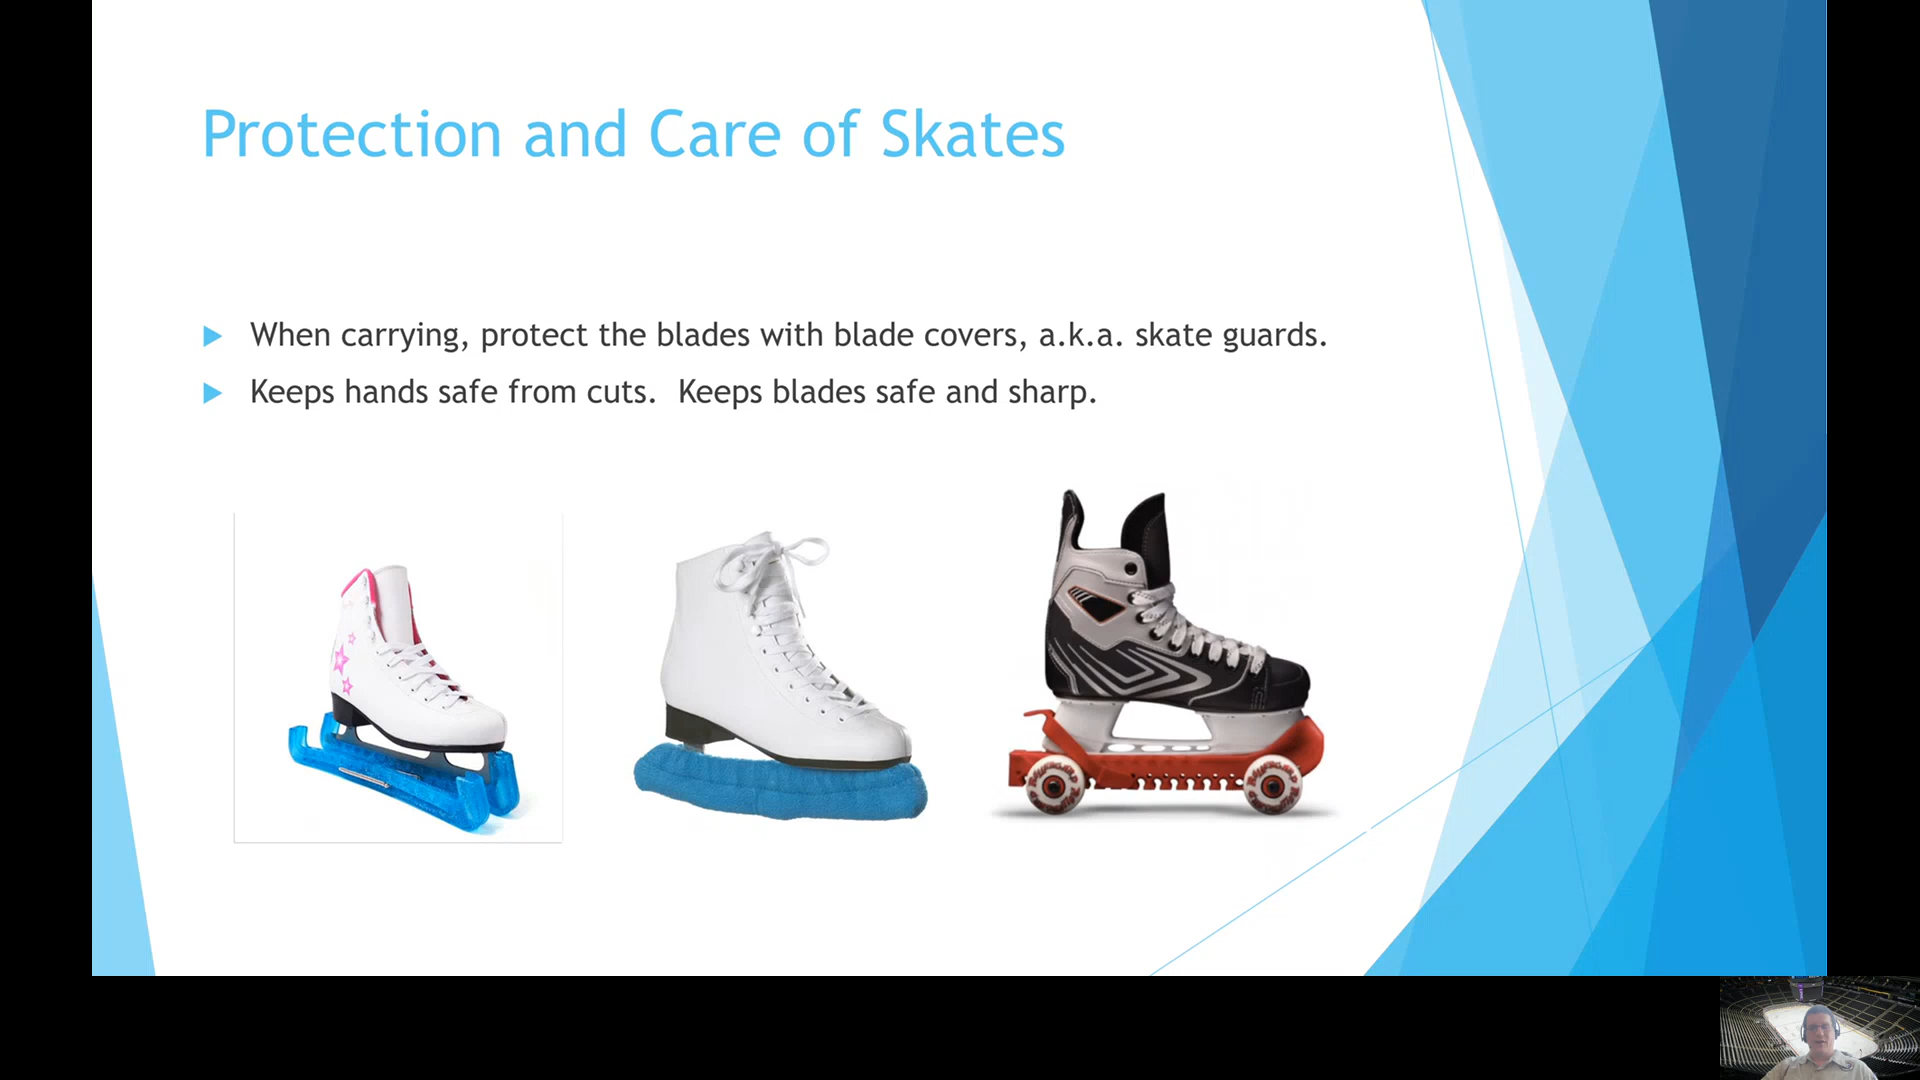 Protection and Care of Skates
When carrying, protect the blades with blade covers, a.k.a. skate guards.
Keeps hands safe from cuts.  Keeps blades safe and sharp.